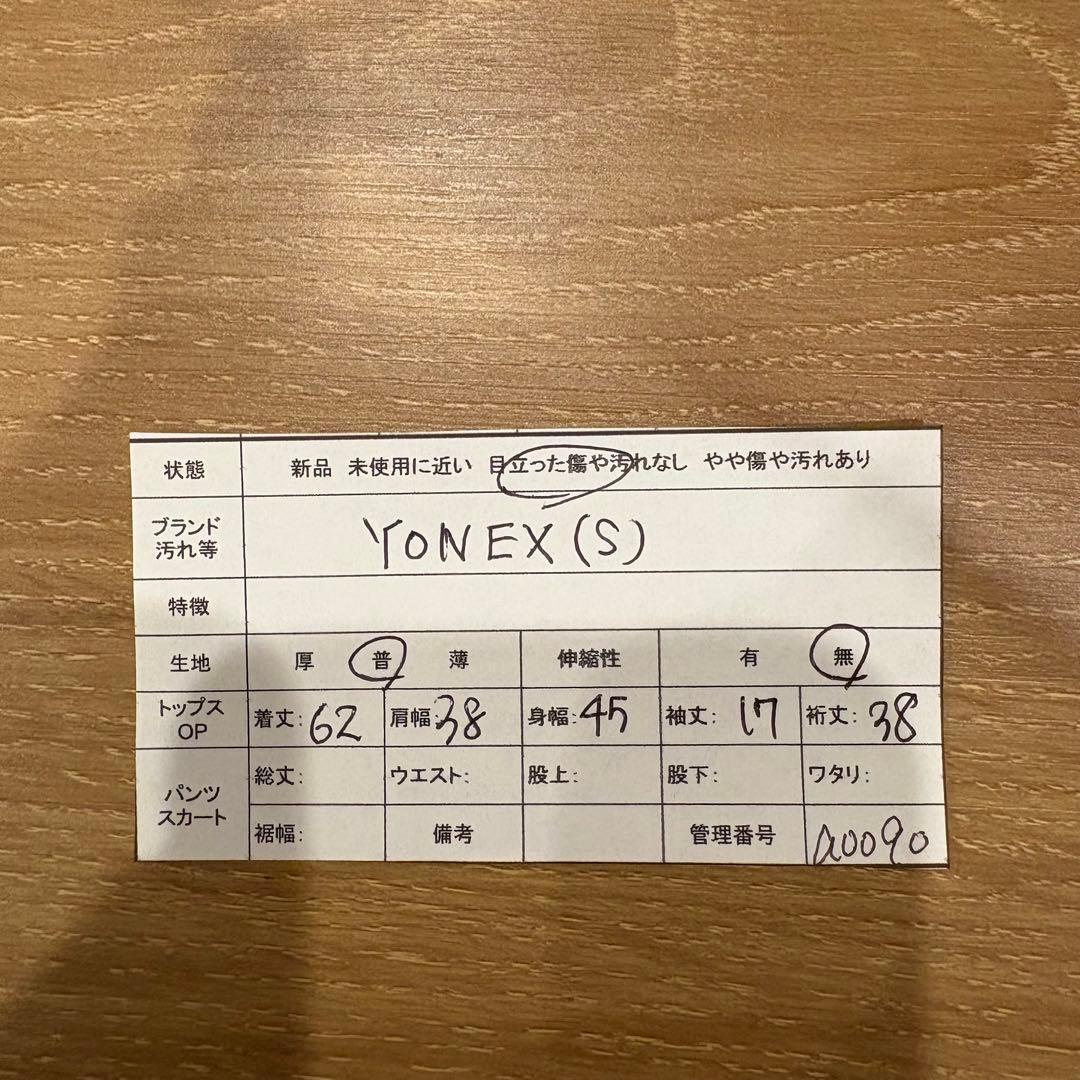 状態 新品 未使用に近い 目立った傷や汚れなし やや傷や汚れあり
ブランド
汚れ等
YONEX(S)
特徴
生地 厚 普 薄 伸縮性 有 無
トップス
OP
着丈: 62 肩幅: 38 身幅: 45 袖丈: 17 裄丈: 38
パンツ
スカート
総丈: ウエスト: 股上: 股下: ワタリ:
裾幅: 備考 管理番号 a0090